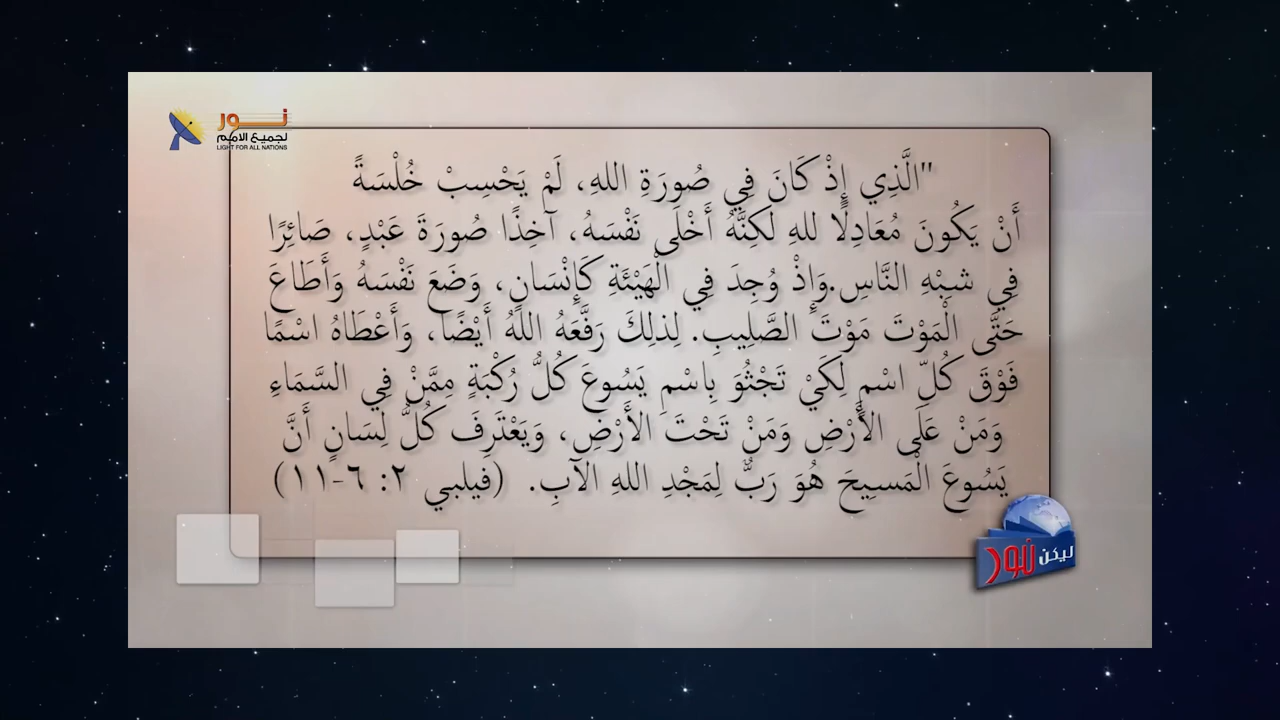 نور
لجميع الامم
LIGHT FOR ALL NATIONS
"الَّذِي إِذْ كَانَ فِي صُورَةِ اللهِ، لَمْ يَحْسِبْ خُلْسَةً
أَنْ يَكُونَ مُعَادِلًا للهِ لَكِنَّهُ أَخْلَى نَفْسَهُ، آخِذًا صُورَةَ عَبْدٍ، صَائِرًا
فِي شِبْهِ النَّاسِ.وَإِذْ وُجِدَ فِي الْهَيْئَةِ كَإِنْسَانٍ، وَضَعَ نَفْسَهُ وَأَطَاعَ
حَتَّى الْمَوْتَ مَوْتَ الصَّلِيبِ. لِذلِكَ رَفَّعَهُ اللهُ أَيْضًا، وَأَعْطَاهُ اسْمًا
فَوْقَ كُلِّ اسْمٍ لِكَيْ تَجْثُوَ بِاسْمِ يَسُوعَ كُلُّ رُكْبَةٍ مِمَّنْ فِي السَّمَاءِ
وَمَنْ عَلَى الأَرْضِ وَمَنْ تَحْتَ الأَرْضِ، وَيَعْتَرِفَ كُلُّ لِسَانٍ أَنَّ
يَسُوعَ الْمَسِيحَ هُوَ رَبٌّ لِمَجْدِ اللهِ الآبِ. (فيلبي ٢: ٦-١١)
ليكن نور